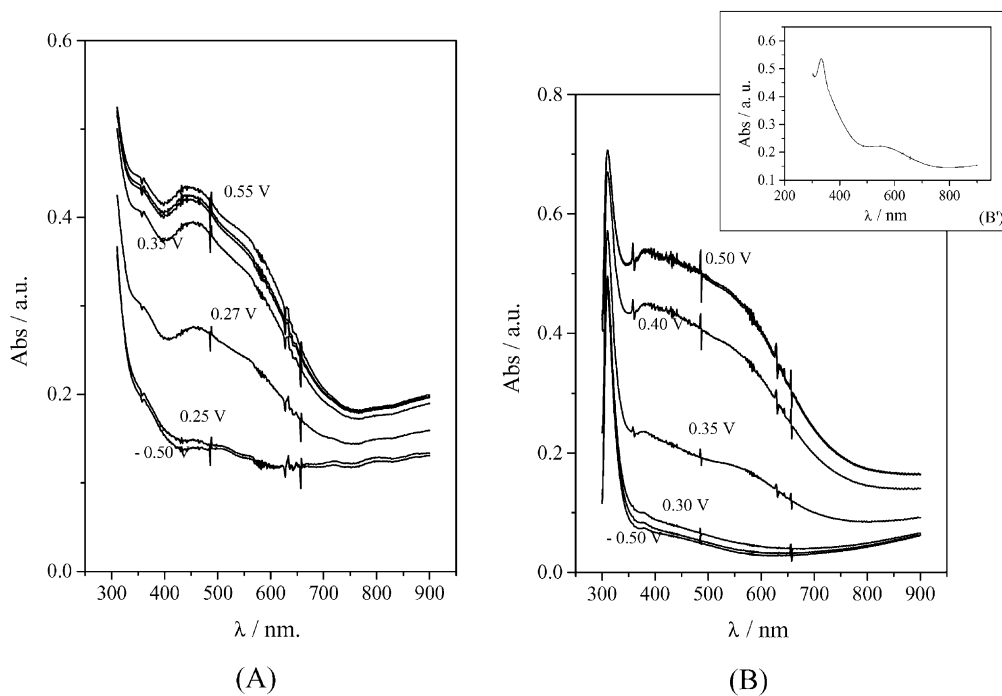 0.6
0.4
0.2
0.0
Abs / a.u.
0.55 V
0.35 V
0.27 V
0.25 V
- 0.50 V
300 400 500 600 700 800 900
λ / nm.
(A)
0.8
0.6
0.4
0.2
0.0
Abs / a.u.
0.50 V
0.40 V
0.35 V
0.30 V
- 0.50 V
300 400 500 600 700 800 900
λ / nm
(B)
0.6
0.5
0.4
0.3
0.2
0.1
Abs / a. u.
200 400 600 800
λ / nm
(B')